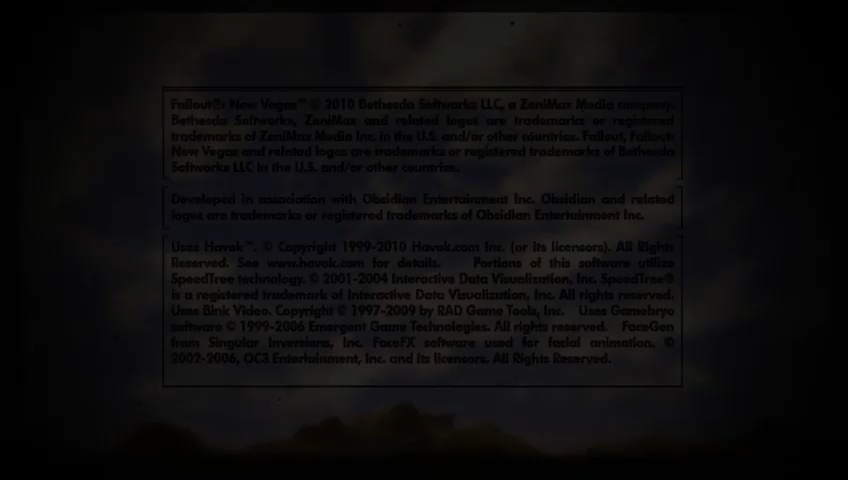 Fallout®: New Vegas™ © 2010 Bethesda Softworks LLC, a ZeniMax Media company.
Bethesda Softworks, ZeniMax and related logos are trademarks or registered
trademarks of ZeniMax Media Inc. in the U.S. and/or other countries. Fallout, Fallout:
New Vegas and related logos are trademarks or registered trademarks of Bethesda
Softworks LLC in the U.S. and/or other countries.
Developed in association with Obsidian Entertainment Inc. Obsidian and related
logos are trademarks or registered trademarks of Obsidian Entertainment Inc.
Uses Havok™. © Copyright 1999-2010 Havok.com Inc. (or its licensors). All Rights
Reserved. See www.havok.com for details. Portions of this software utilize
SpeedTree technology. © 2001-2004 Interactive Data Visualization, Inc. SpeedTree®
is a registered trademark of Interactive Data Visualization, Inc. All rights reserved.
Uses Bink Video. Copyright © 1997-2009 by RAD Game Tools, Inc. Uses Gamebryo
software © 1999-2006 Emergent Game Technologies. All rights reserved. FaceGen
from Singular Inversions, Inc. FaceFX software used for facial animation. ©
2002-2006, OC3 Entertainment, Inc. and its licensors. All Rights Reserved.